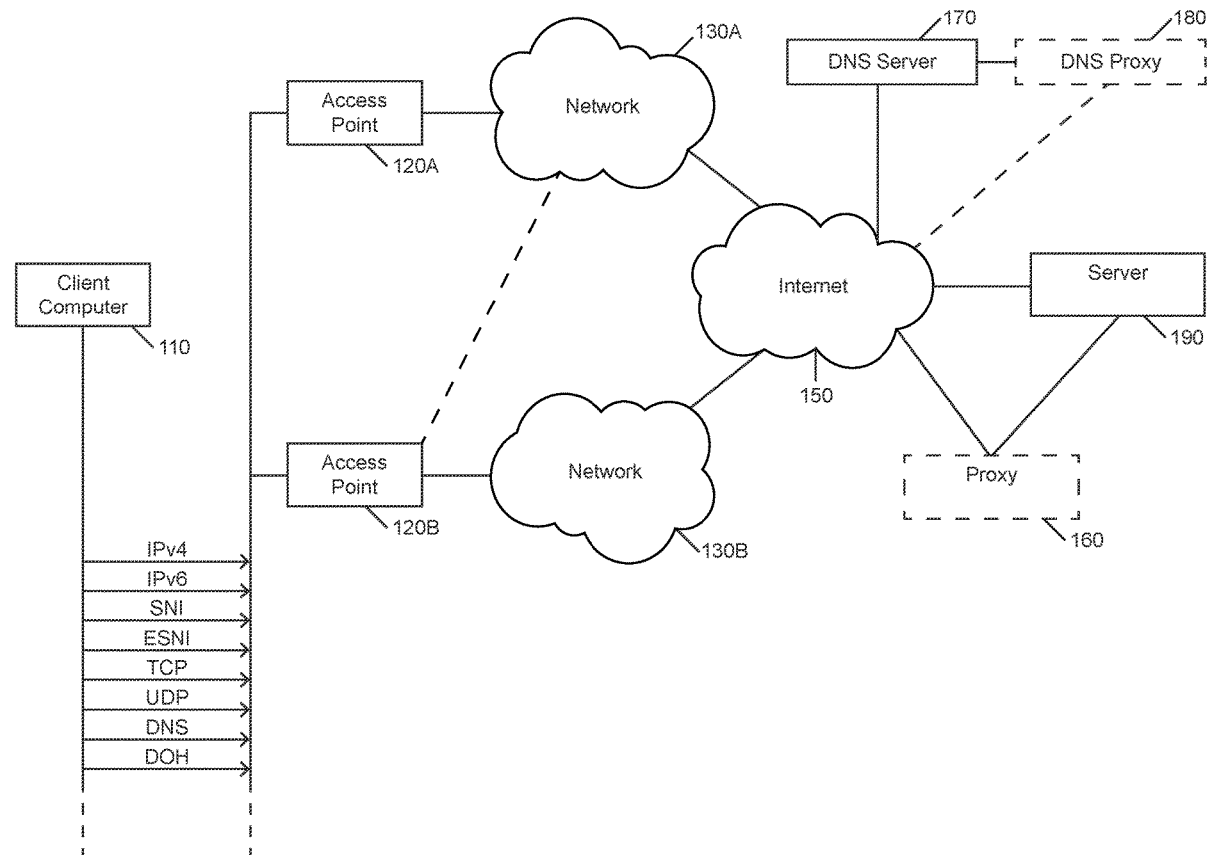 130A
170
180
DNS Server
DNS Proxy
Access
Point
Network
120A
Client
Computer
110
Internet
Server
190
150
Access
Point
Network
Proxy
120B
130B
160
IPv4
IPv6
SNI
ESNI
TCP
UDP
DNS
DOH